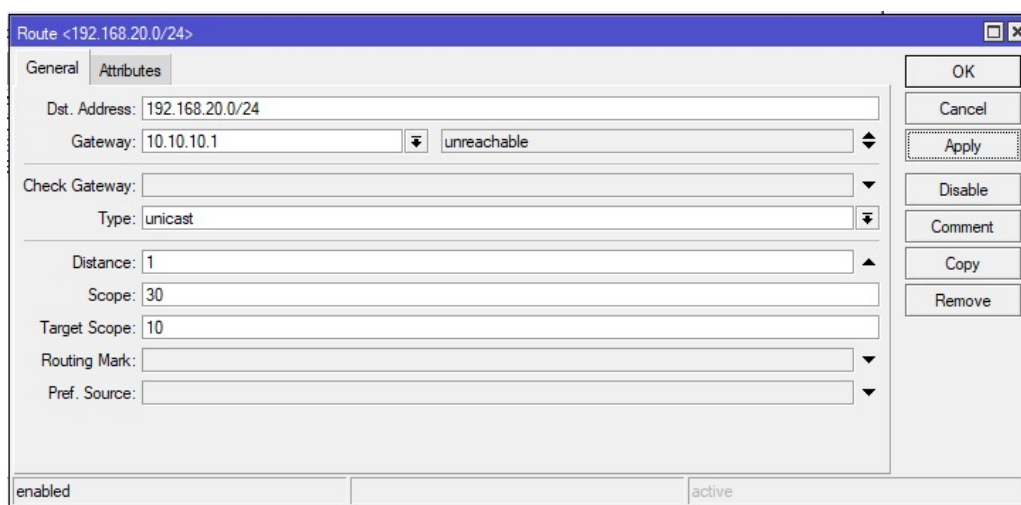 Route <192.168.20.0/24>
General Attributes
OK
Dst. Address: 192.168.20.0/24
Cancel
Gateway: 10.10.10.1 unreachable
Apply
Check Gateway:
Disable
Type: unicast
Comment
Distance: 1
Copy
Scope: 30
Remove
Target Scope: 10
Routing Mark:
Pref. Source:
enabled active